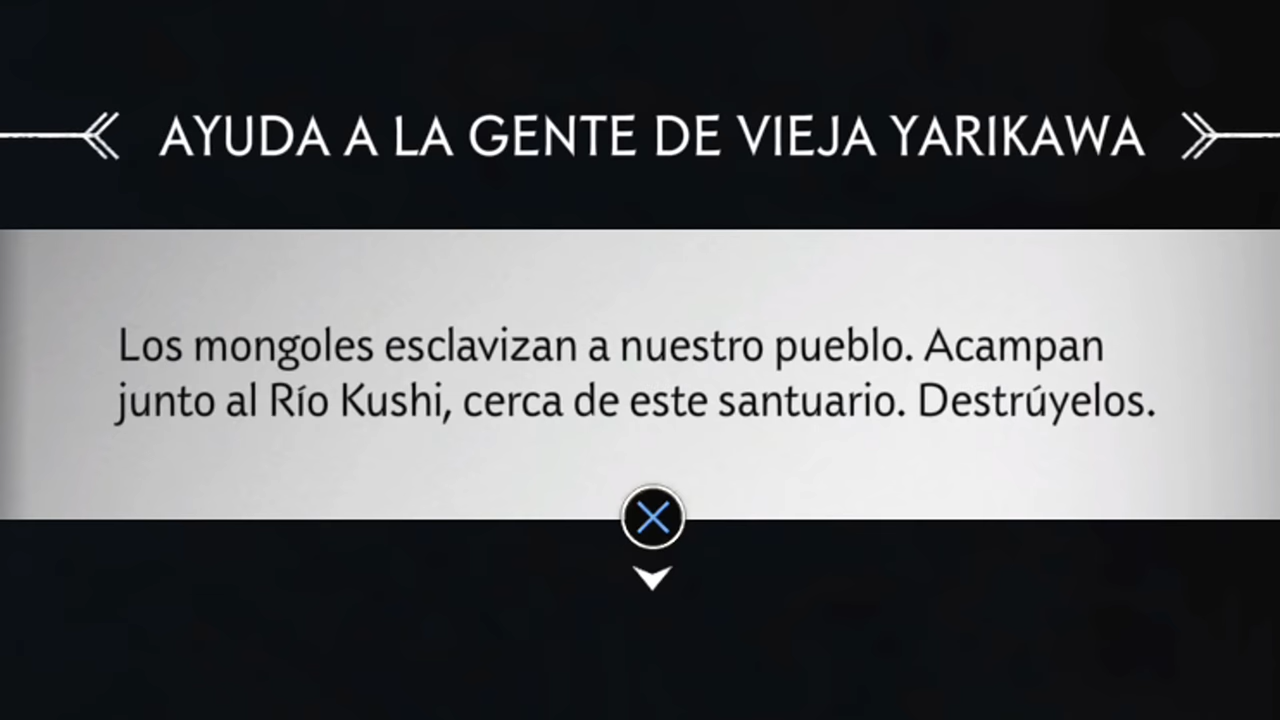 AYUDA A LA GENTE DE VIEJA YARIKAWA
Los mongoles esclavizan a nuestro pueblo. Acampan
junto al Río Kushi, cerca de este santuario. Destrúyelos.